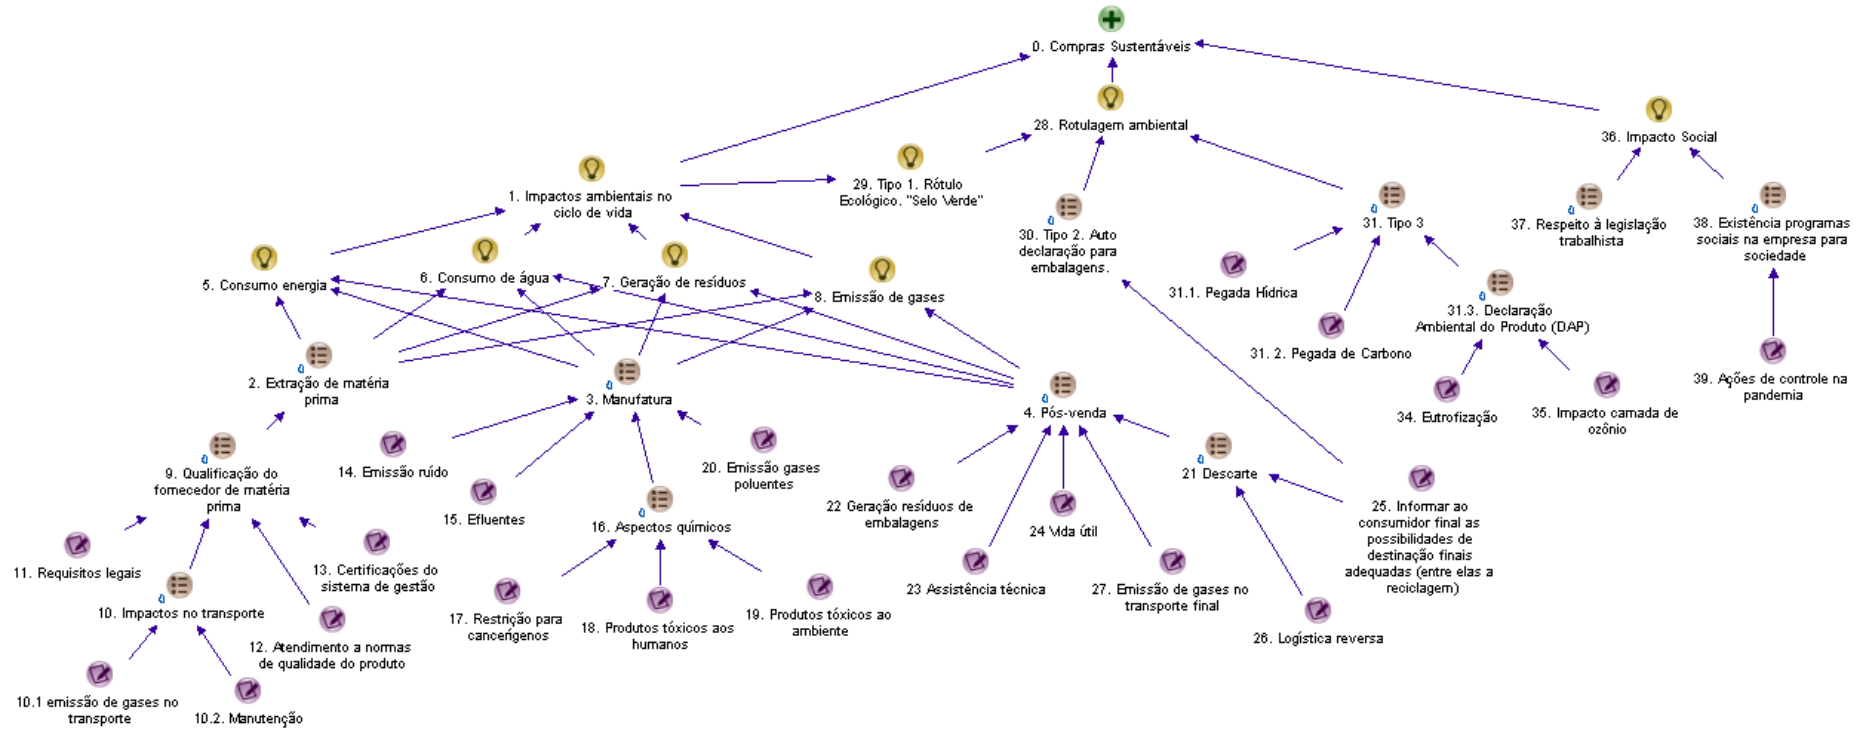 0. Compras Sustentáveis
28. Rotulagem ambiental
36. Impacto Social
29. Tipo 1. Rótulo
Ecológico. "Selo Verde"
1. Impactos ambientais no
ciclo de vida
30. Tipo 2. Auto
declaração para
embalagens.
31. Tipo 3
37. Respeito à legislação
trabalhista
38. Existência programas
sociais na empresa para
sociedade
5. Consumo energia
6. Consumo de água
7. Geração de resíduos
8. Emissão de gases
31.1. Pegada Hídrica
31.3. Declaração
Ambiental do Produto (DAP)
31. 2. Pegada de Carbono
2. Extração de matéria
prima
3. Manufatura
4. Pós-venda
34. Eutrofização
35. Impacto camada de
ozônio
39. Ações de controle na
pandemia
9. Qualificação do
fornecedor de matéria
prima
14. Emissão ruído
20. Emissão gases
poluentes
21 Descarte
15. Efluentes
16. Aspectos químicos
22 Geração resíduos de
embalagens
24 Vida útil
25. Informar ao
consumidor final as
possibilidades de
destinação finais
adequadas (entre elas a
reciclagem)
11. Requisitos legais
13. Certificações do
sistema de gestão
10. Impactos no transporte
12. Atendimento a normas
de qualidade do produto
17. Restrição para
cancerígenos
18. Produtos tóxicos aos
humanos
19. Produtos tóxicos ao
ambiente
23 Assistência técnica
27. Emissão de gases no
transporte final
26. Logística reversa
10.1 emissão de gases no
transporte
10.2. Manutenção